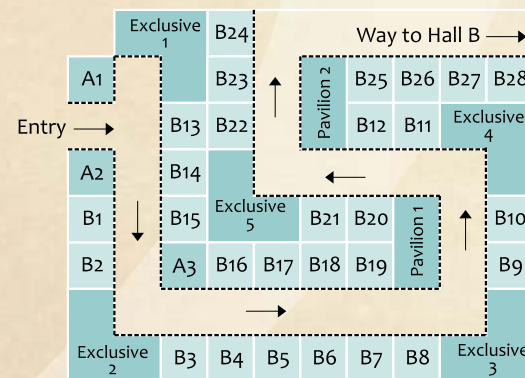 Exclusive
1
B24
Way to Hall B
A1
B23
Pavilion 2
B25 B26 B27 B28
Entry
B13 B22
B12 B11
Exclusive
4
A2
B14
B1
B15
Exclusive
5
B21 B20
Pavilion 1
B10
B2
A3 B16 B17 B18 B19
B9
Exclusive
2
B3 B4 B5 B6 B7 B8
Exclusive
3